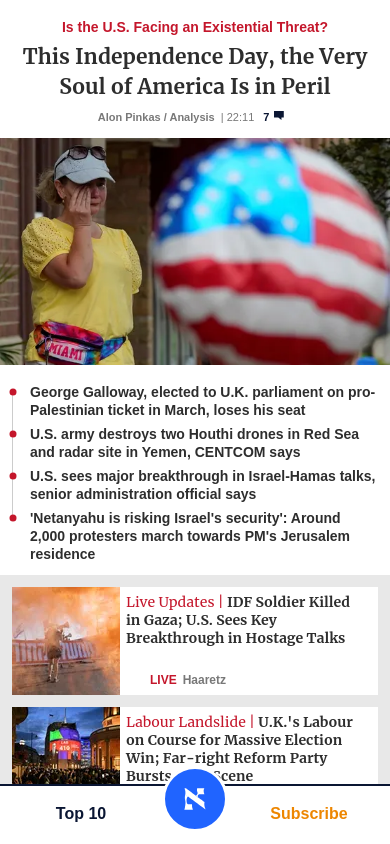 Is the U.S. Facing an Existential Threat?
This Independence Day, the Very
Soul of America Is in Peril
Alon Pinkas / Analysis | 22:11 7
MIAMI
George Galloway, elected to U.K. parliament on pro-
Palestinian ticket in March, loses his seat
U.S. army destroys two Houthi drones in Red Sea
and radar site in Yemen, CENTCOM says
U.S. sees major breakthrough in Israel-Hamas talks,
senior administration official says
'Netanyahu is risking Israel's security': Around
2,000 protesters march towards PM's Jerusalem
residence
Live Updates | IDF Soldier Killed
in Gaza; U.S. Sees Key
Breakthrough in Hostage Talks
LIVE Haaretz
Labour Landslide | U.K.'s Labour
on Course for Massive Election
Win; Far-right Reform Party
Scene
Top 10
Subscribe